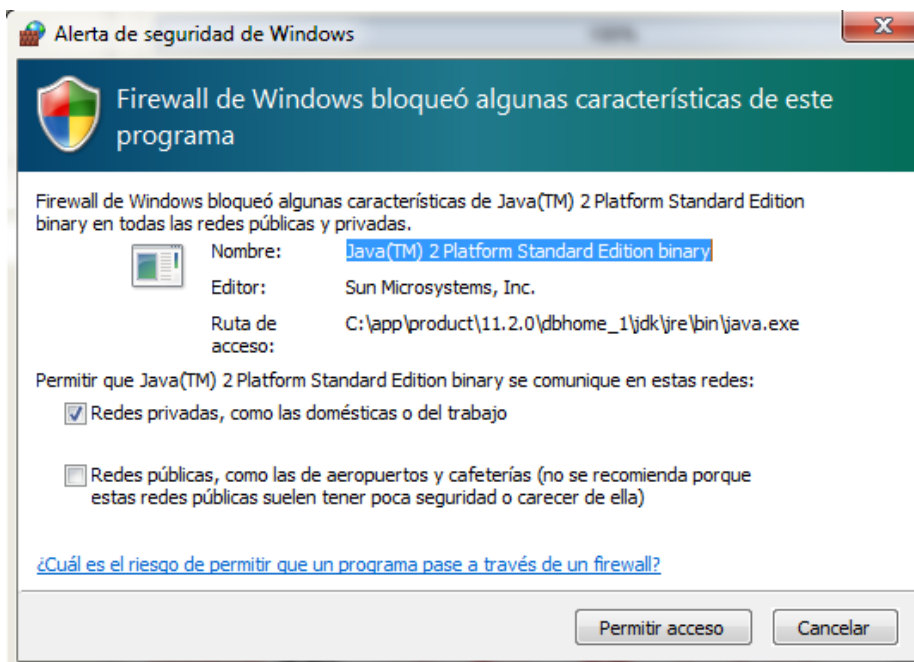 Alerta de seguridad de Windows
Firewall de Windows bloqueó algunas características de este
programa
Firewall de Windows bloqueó algunas características de Java(TM) 2 Platform Standard Edition
binary en todas las redes públicas y privadas.
Nombre: Java(TM) 2 Platform Standard Edition binary
Editor: Sun Microsystems, Inc.
Ruta de C:\app\product\11.2.0\dbhome_1\jdk\jre\bin\java.exe
acceso:
Permitir que Java(TM) 2 Platform Standard Edition binary se comunique en estas redes:
Redes privadas, como las domésticas o del trabajo
Redes públicas, como las de aeropuertos y cafeterías (no se recomienda porque
estas redes públicas suelen tener poca seguridad o carecer de ella)
¿Cuál es el riesgo de permitir que un programa pase a través de un firewall?
Permitir acceso Cancelar